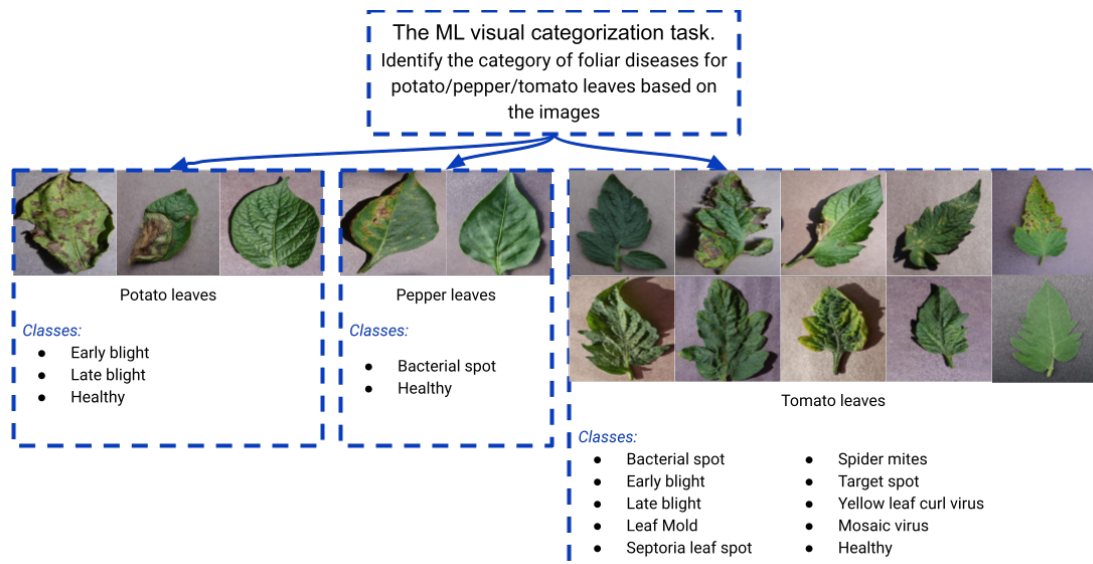 The ML visual categorization task.
Identify the category of foliar diseases for
potato/pepper/tomato leaves based on
the images
Potato leaves
Classes:
● Early blight
● Late blight
● Healthy
Pepper leaves
Classes:
● Bacterial spot
● Healthy
Tomato leaves
Classes:
● Bacterial spot
● Early blight
● Late blight
● Leaf Mold
● Septoria leaf spot
● Spider mites
● Target spot
● Yellow leaf curl virus
● Mosaic virus
● Healthy